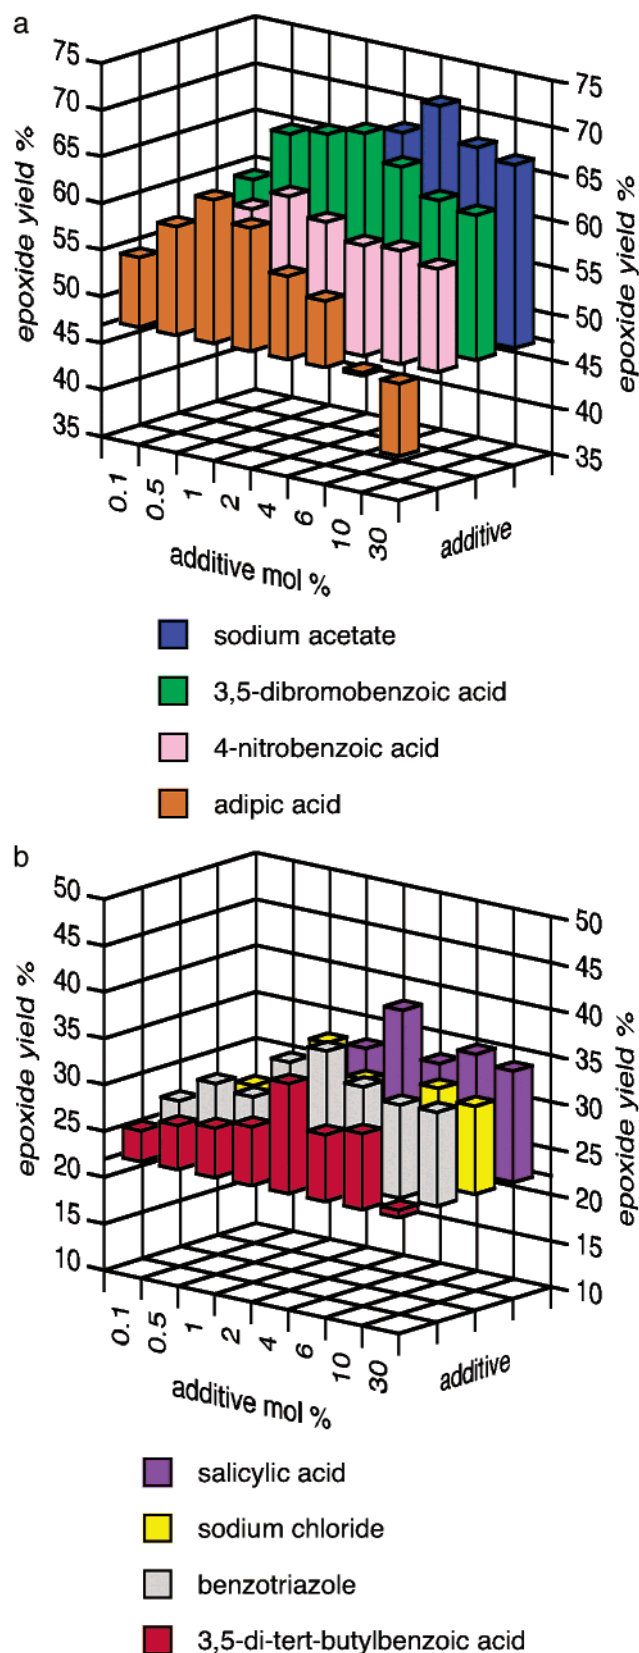 a
75
70
65
60
55
50
45
40
35
epoxide yield %
75
70
65
60
55
50
45
40
35
epoxide yield %
0.1
0.5
1
2
4
6
10
30
additive mol %
additive
sodium acetate
3,5-dibromobenzoic acid
4-nitrobenzoic acid
adipic acid
b
50
45
40
35
30
25
20
15
10
epoxide yield %
50
45
40
35
30
25
20
15
10
epoxide yield %
0.1
0.5
1
2
4
6
10
30
additive mol %
additive
salicylic acid
sodium chloride
benzotriazole
3,5-di-tert-butylbenzoic acid